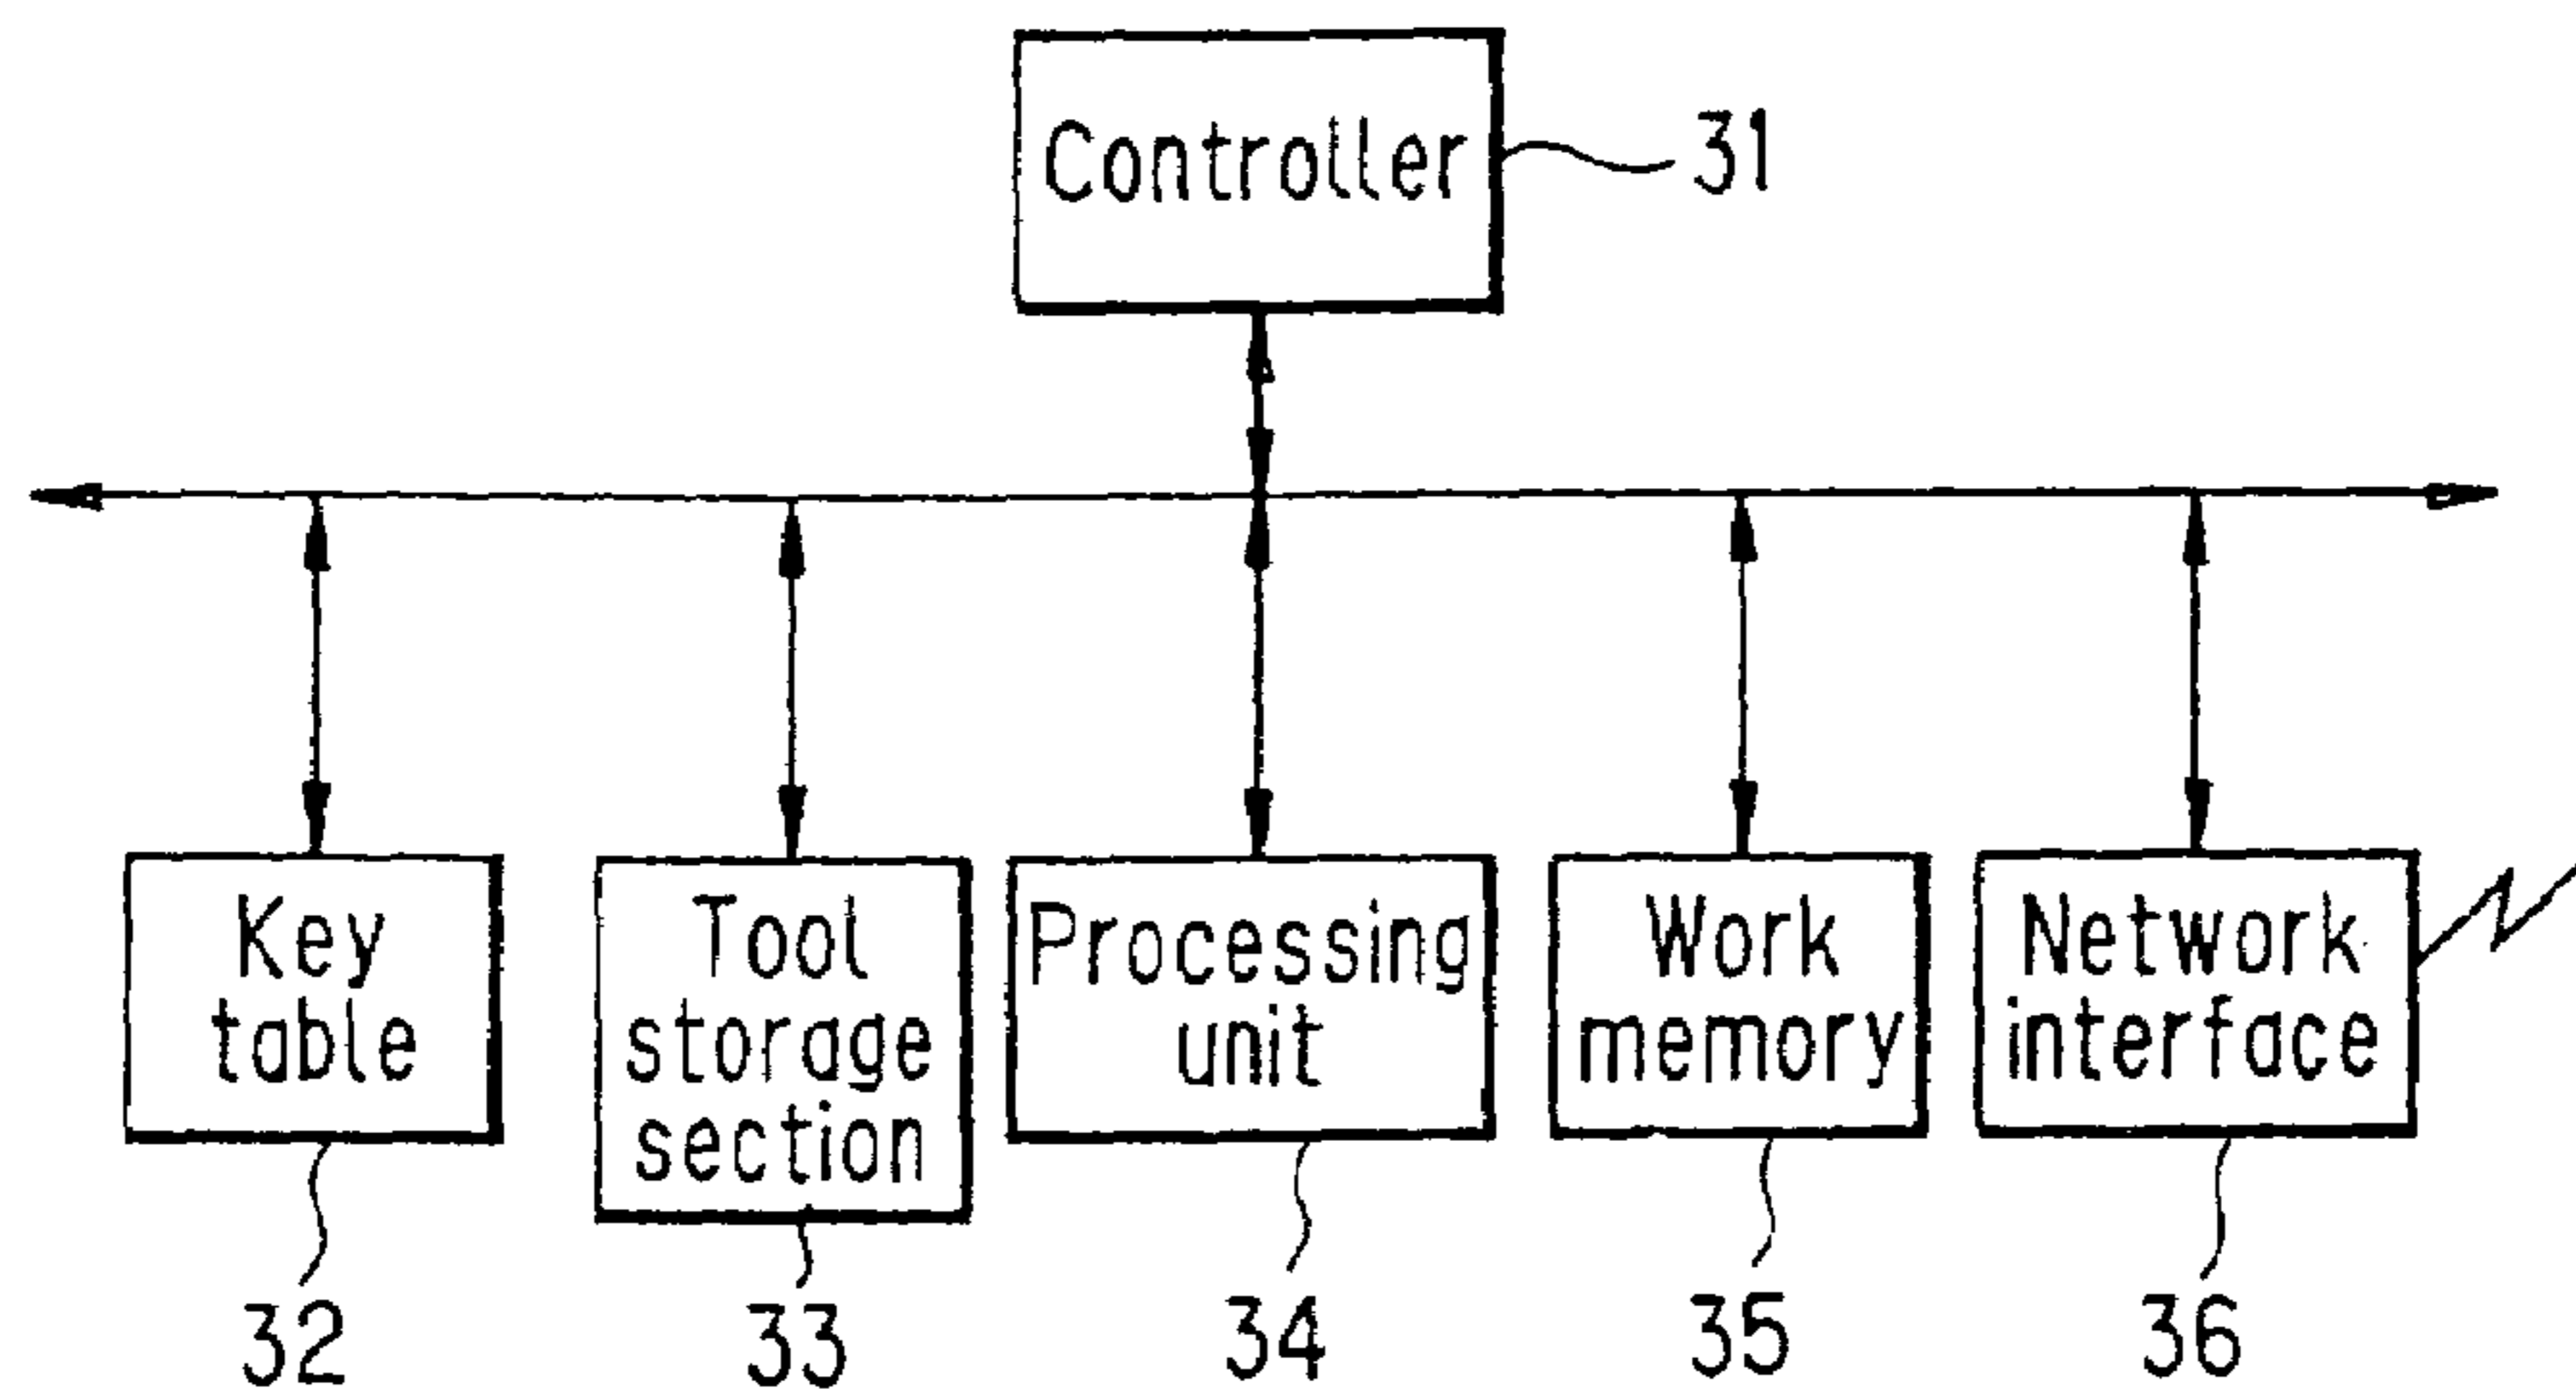 Controller
31
Key
table
Tool
storage
section
Processing
unit
Work
memory
Network
interface
32
33
34
35
36